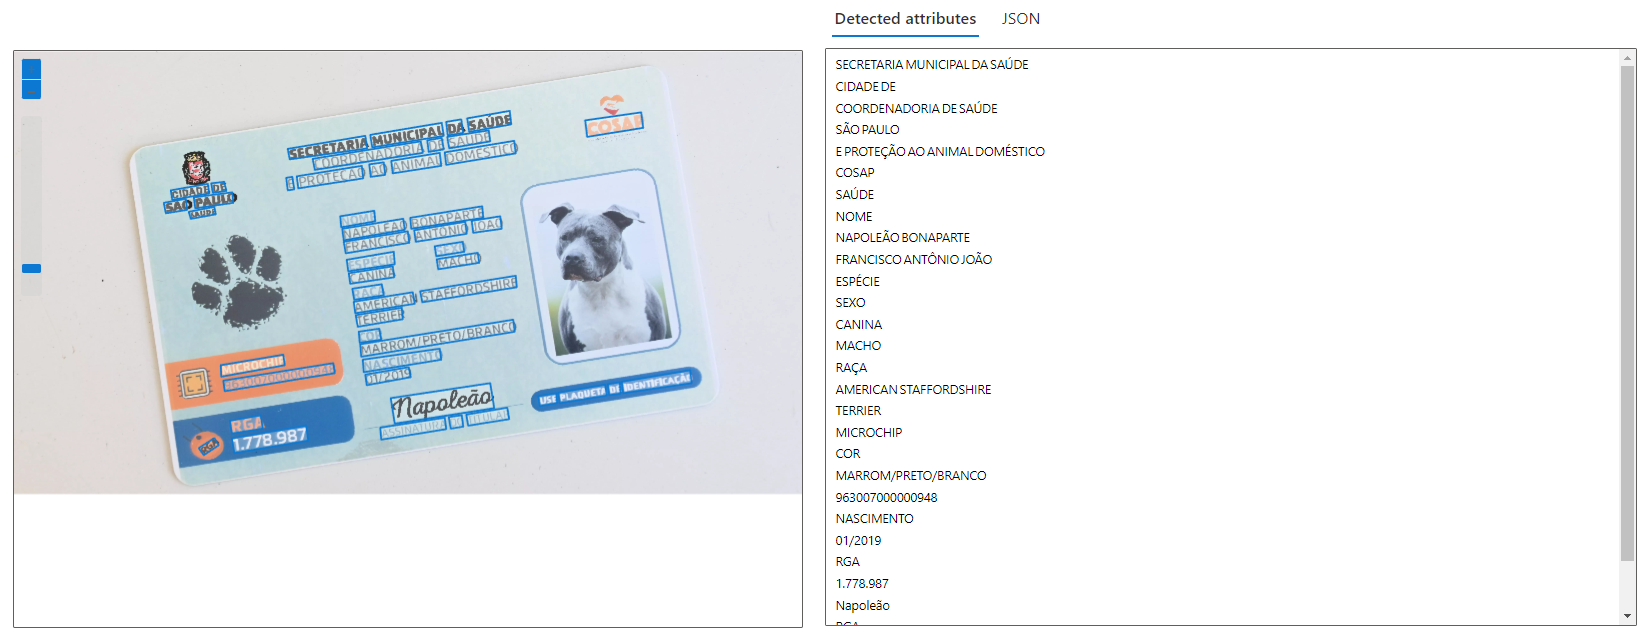 Detected attributes
JSON
CIDADE DE
SÃO PAULO
SAÚDE
SECRETARIA MUNICIPAL DA SAÚDE
COORDENADORIA DE SAÚDE
E PROTEÇÃO AO ANIMAL DOMÉSTICO
COSAP
NOME
NAPOLEÃO BONAPARTE
FRANCISCO ANTÔNIO JOÃO
ESPÉCIE
SEXO
CANINA
MACHO
RAÇA
AMERICAN STAFFORDSHIRE
TERRIER
COR
MARROM/PRETO/BRANCO
NASCIMENTO
01/2019
MICROCHIP
963007000000948
RGA
1.778.987
RGA
Napoleão
ASSINATURA DO TITULAR
USE PLAQUETA DE IDENTIFICAÇÃO
SECRETARIA MUNICIPAL DA SAÚDE
CIDADE DE
COORDENADORIA DE SAÚDE
SÃO PAULO
E PROTEÇÃO AO ANIMAL DOMÉSTICO
COSAP
SAÚDE
NOME
NAPOLEÃO BONAPARTE
FRANCISCO ANTÔNIO JOÃO
ESPÉCIE
SEXO
CANINA
MACHO
RAÇA
AMERICAN STAFFORDSHIRE
TERRIER
MICROCHIP
COR
MARROM/PRETO/BRANCO
963007000000948
NASCIMENTO
01/2019
RGA
1.778.987
Napoleão
RGA